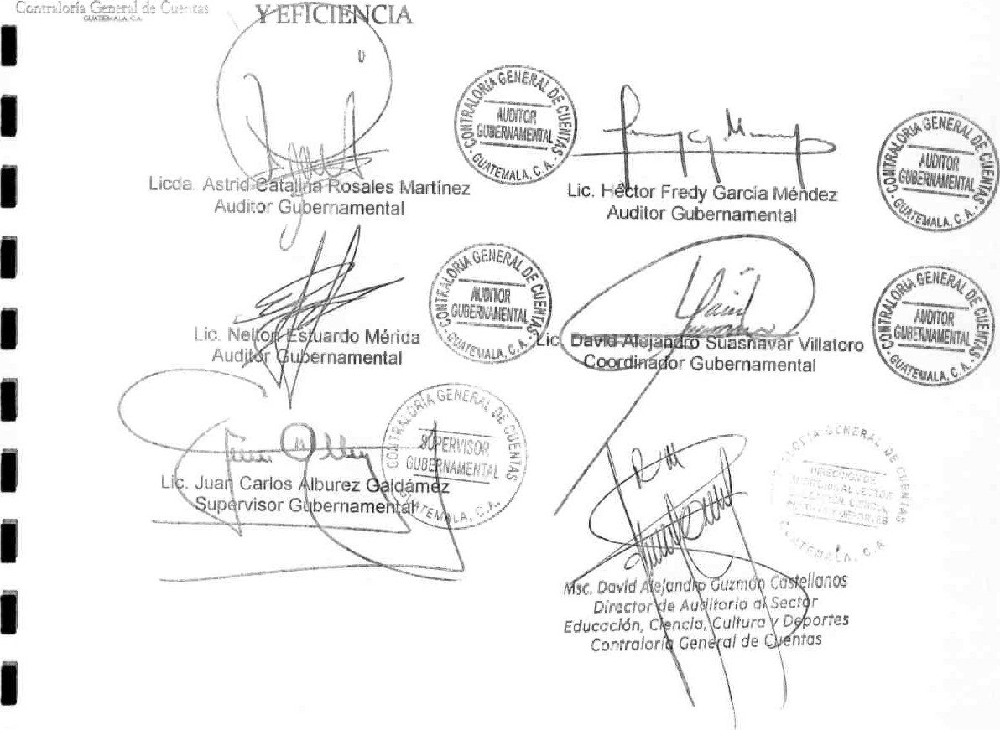 Contraloría General de Cuentas
GUATEMALA, C.A.
Y EFICIENCIA
CONTRALORIA GENERAL DE CUENTAS
AUDITOR
GUBERNAMENTAL
GUATEMALA, C.A.
Licda. Astrid Catalina Rosales Martínez
Auditor Gubernamental
Lic. Héctor Fredy García Méndez
Auditor Gubernamental
CONTRALORIA GENERAL DE CUENTAS
AUDITOR
GUBERNAMENTAL
GUATEMALA, C.A.
Lic. Nelton Estuardo Mérida
Auditor Gubernamental
CONTRALORIA GENERAL DE CUENTAS
AUDITOR
GUBERNAMENTAL
GUATEMALA, C.A.
Lic. David Alejandro Suasnavar Villatoro
Coordinador Gubernamental
CONTRALORIA GENERAL DE CUENTAS
AUDITOR
GUBERNAMENTAL
GUATEMALA, C.A.
Lic. Juan Carlos Alburez Galdámez
Supervisor Gubernamental
CONTRALORÍA GENERAL DE CUENTAS
SUPERVISOR
GUBERNAMENTAL
GUATEMALA, C.A.
GENERAL DE CUENTAS
GUATEMALA, C.A.
Msc. David Alejandro Guzmán Castellanos
Director de Auditoria al Sector
Educación, Ciencia, Cultura y Deportes
Contraloría General de Cuentas